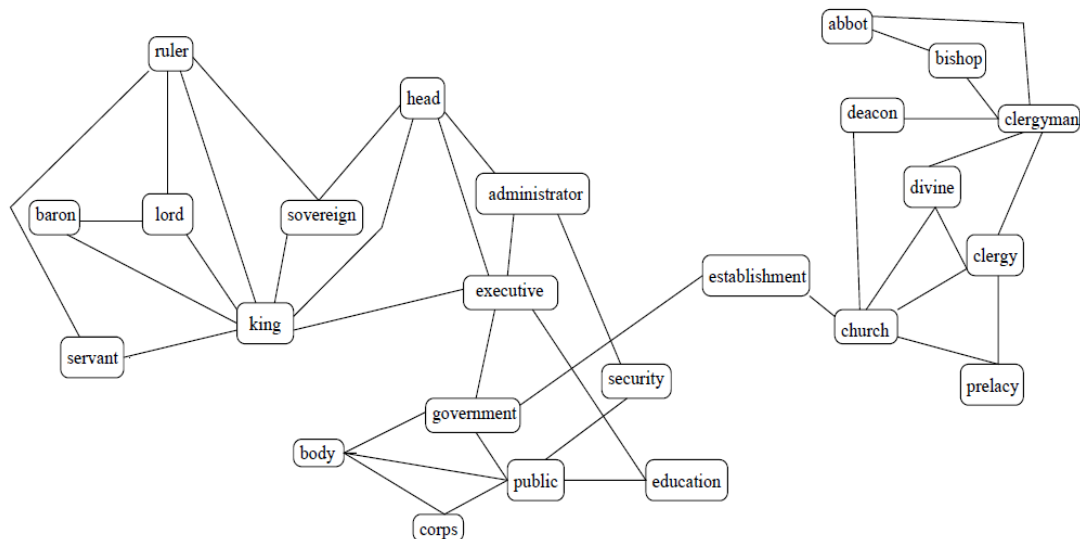 abbot
ruler
bishop
head
deacon
clergyman
divine
administrator
baron
lord
sovereign
clergy
establishment
executive
king
church
servant
security
prelacy
government
body
public
education
corps